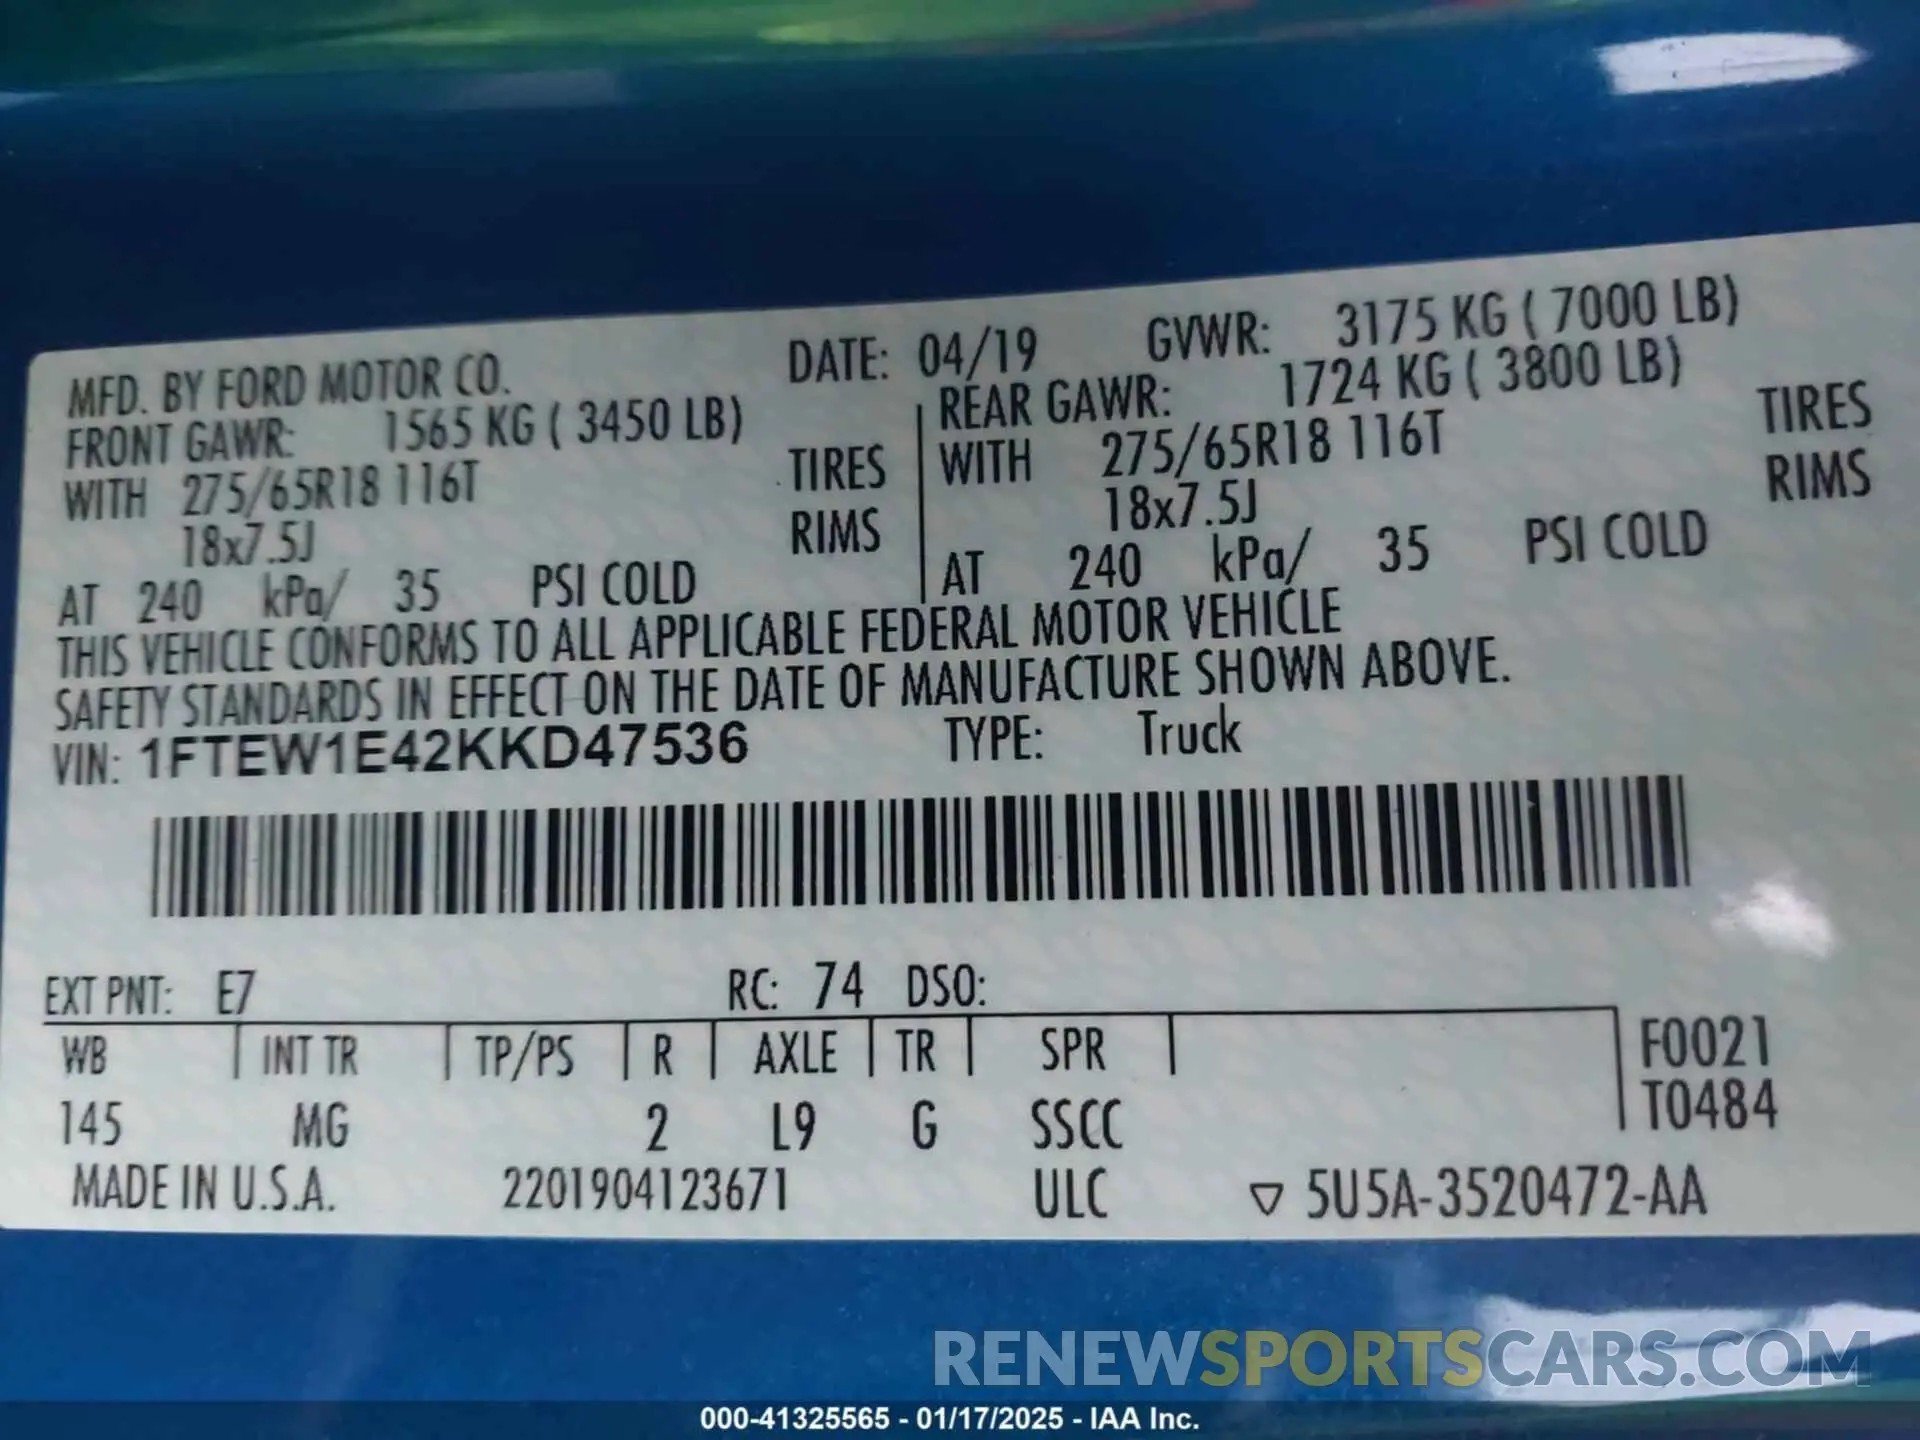 MFD. BY FORD MOTOR CO. DATE: 04/19 GVWR: 3175 KG ( 7000 LB)
FRONT GAWR: 1565 KG ( 3450 LB) REAR GAWR: 1724 KG ( 3800 LB)
WITH 275/65R18 116T TIRES WITH 275/65R18 116T TIRES
18x7.5J RIMS 18x7.5J RIMS
AT 240 kPa/ 35 PSI COLD AT 240 kPa/ 35 PSI COLD
THIS VEHICLE CONFORMS TO ALL APPLICABLE FEDERAL MOTOR VEHICLE
SAFETY STANDARDS IN EFFECT ON THE DATE OF MANUFACTURE SHOWN ABOVE.
VIN: 1FTEW1E42KKD47536 TYPE: Truck
EXT PNT: E7 RC: 74 DSO:
WB INT TR TP/PS R AXLE TR SPR F0021
145 MG 2 L9 G SSCC T0484
MADE IN U.S.A. 2201904123671 ULC ▽ 5U5A-3520472-AA
RENEWSPORTSCARS.COM
000-41325565 - 01/17/2025 - IAA Inc.